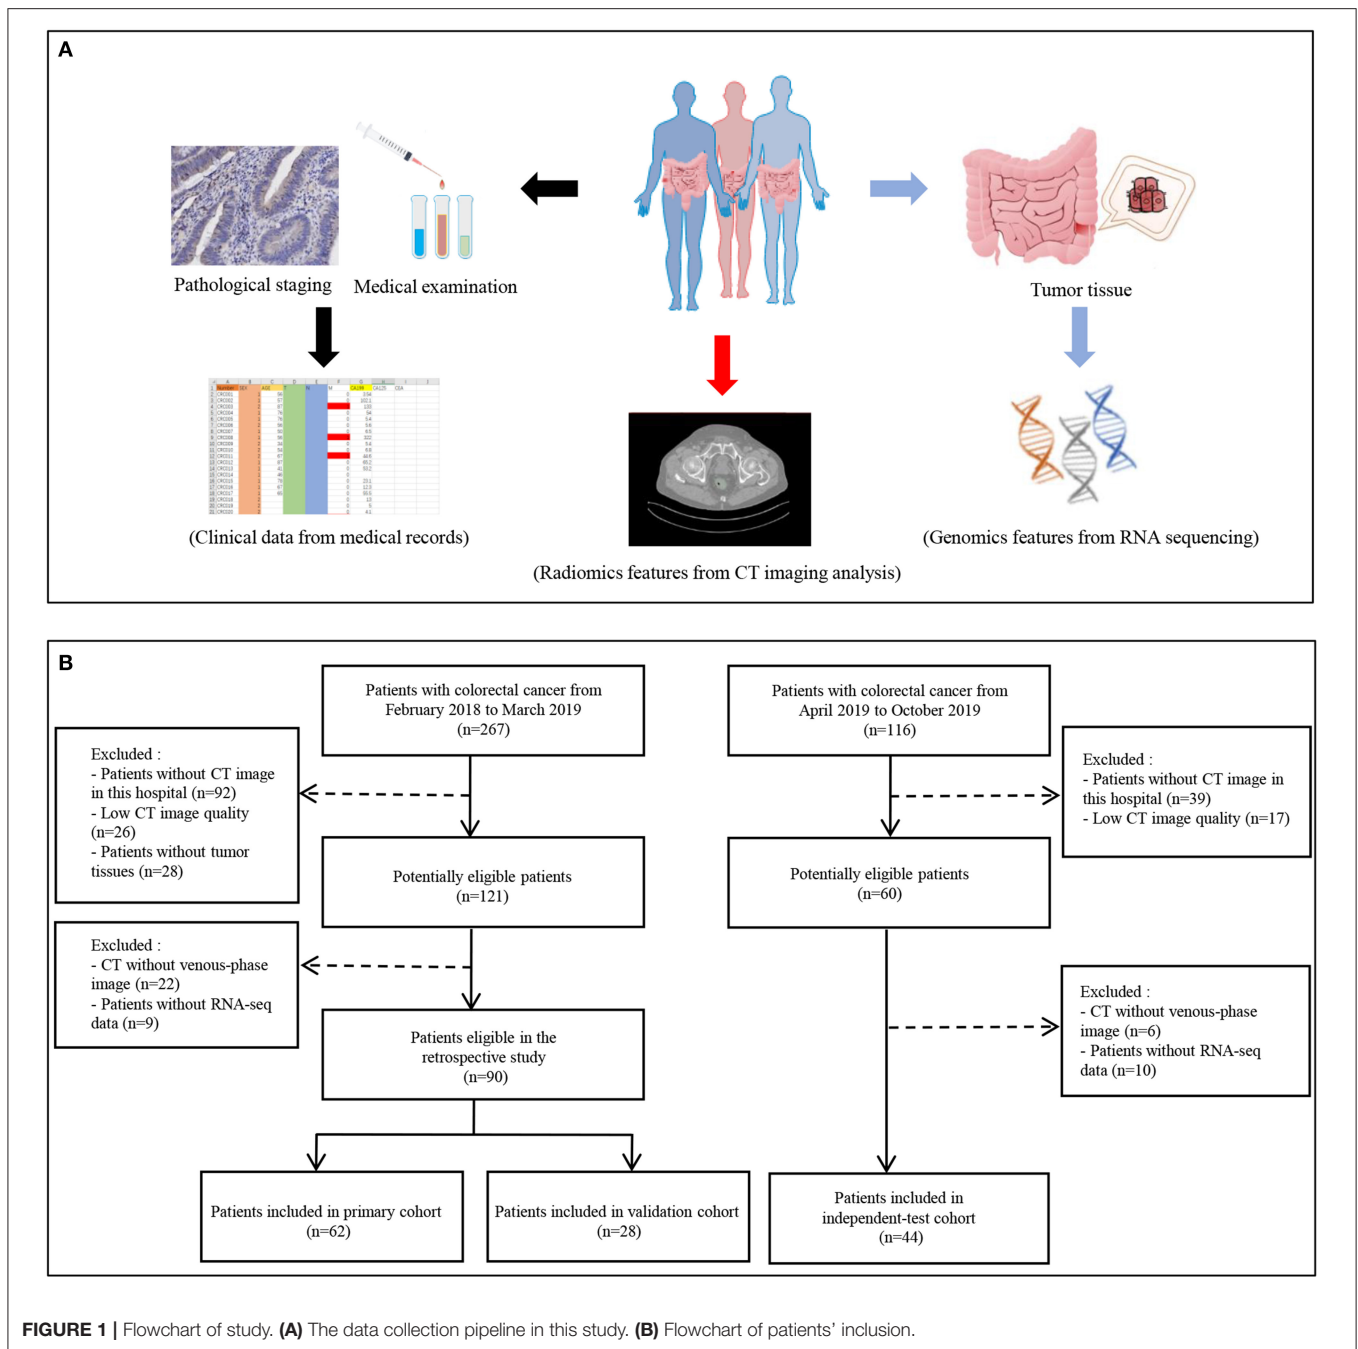 A
Pathological staging
Medical examination
Tumor tissue
(Clinical data from medical records)
(Radiomics features from CT imaging analysis)
(Genomics features from RNA sequencing)
B
Patients with colorectal cancer from
February 2018 to March 2019
(n=267)
Patients with colorectal cancer from
April 2019 to October 2019
(n=116)
Excluded :
- Patients without CT image
in this hospital (n=92)
- Low CT image quality
(n=26)
- Patients without tumor
tissues (n=28)
Excluded :
- Patients without CT image in
this hospital (n=39)
- Low CT image quality (n=17)
Potentially eligible patients
(n=121)
Potentially eligible patients
(n=60)
Excluded :
- CT without venous-phase
image (n=22)
- Patients without RNA-seq
data (n=9)
Excluded :
- CT without venous-phase
image (n=6)
- Patients without RNA-seq
data (n=10)
Patients eligible in the
retrospective study
(n=90)
Patients included in primary cohort
(n=62)
Patients included in validation cohort
(n=28)
Patients included in
independent-test cohort
(n=44)
FIGURE 1 | Flowchart of study. (A) The data collection pipeline in this study. (B) Flowchart of patients’ inclusion.